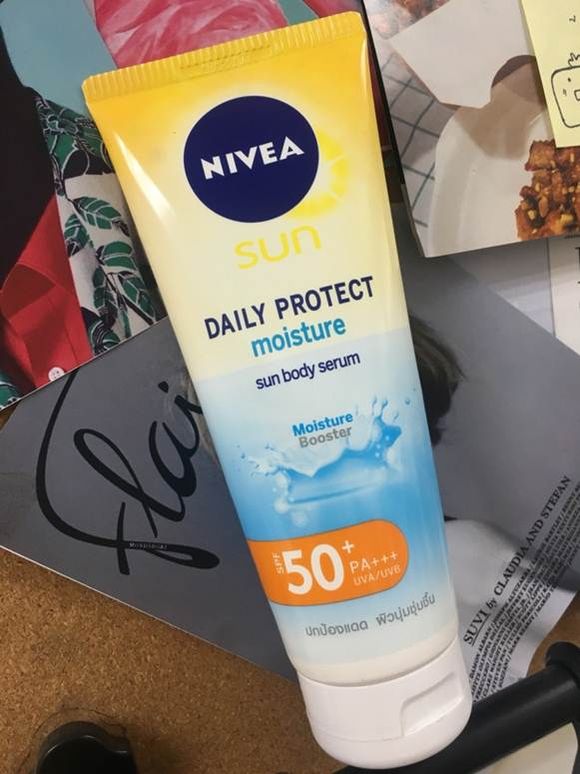 NIVEA
sun
DAILY PROTECT
moisture
sun body serum
Moisture
Booster
SPF 50+
PA+++
UVA/UVB
ปกป้องแดด ผิวนุ่มชุ่มชื้น
Flai
SUVI by CLAUDIA AND STEFAN